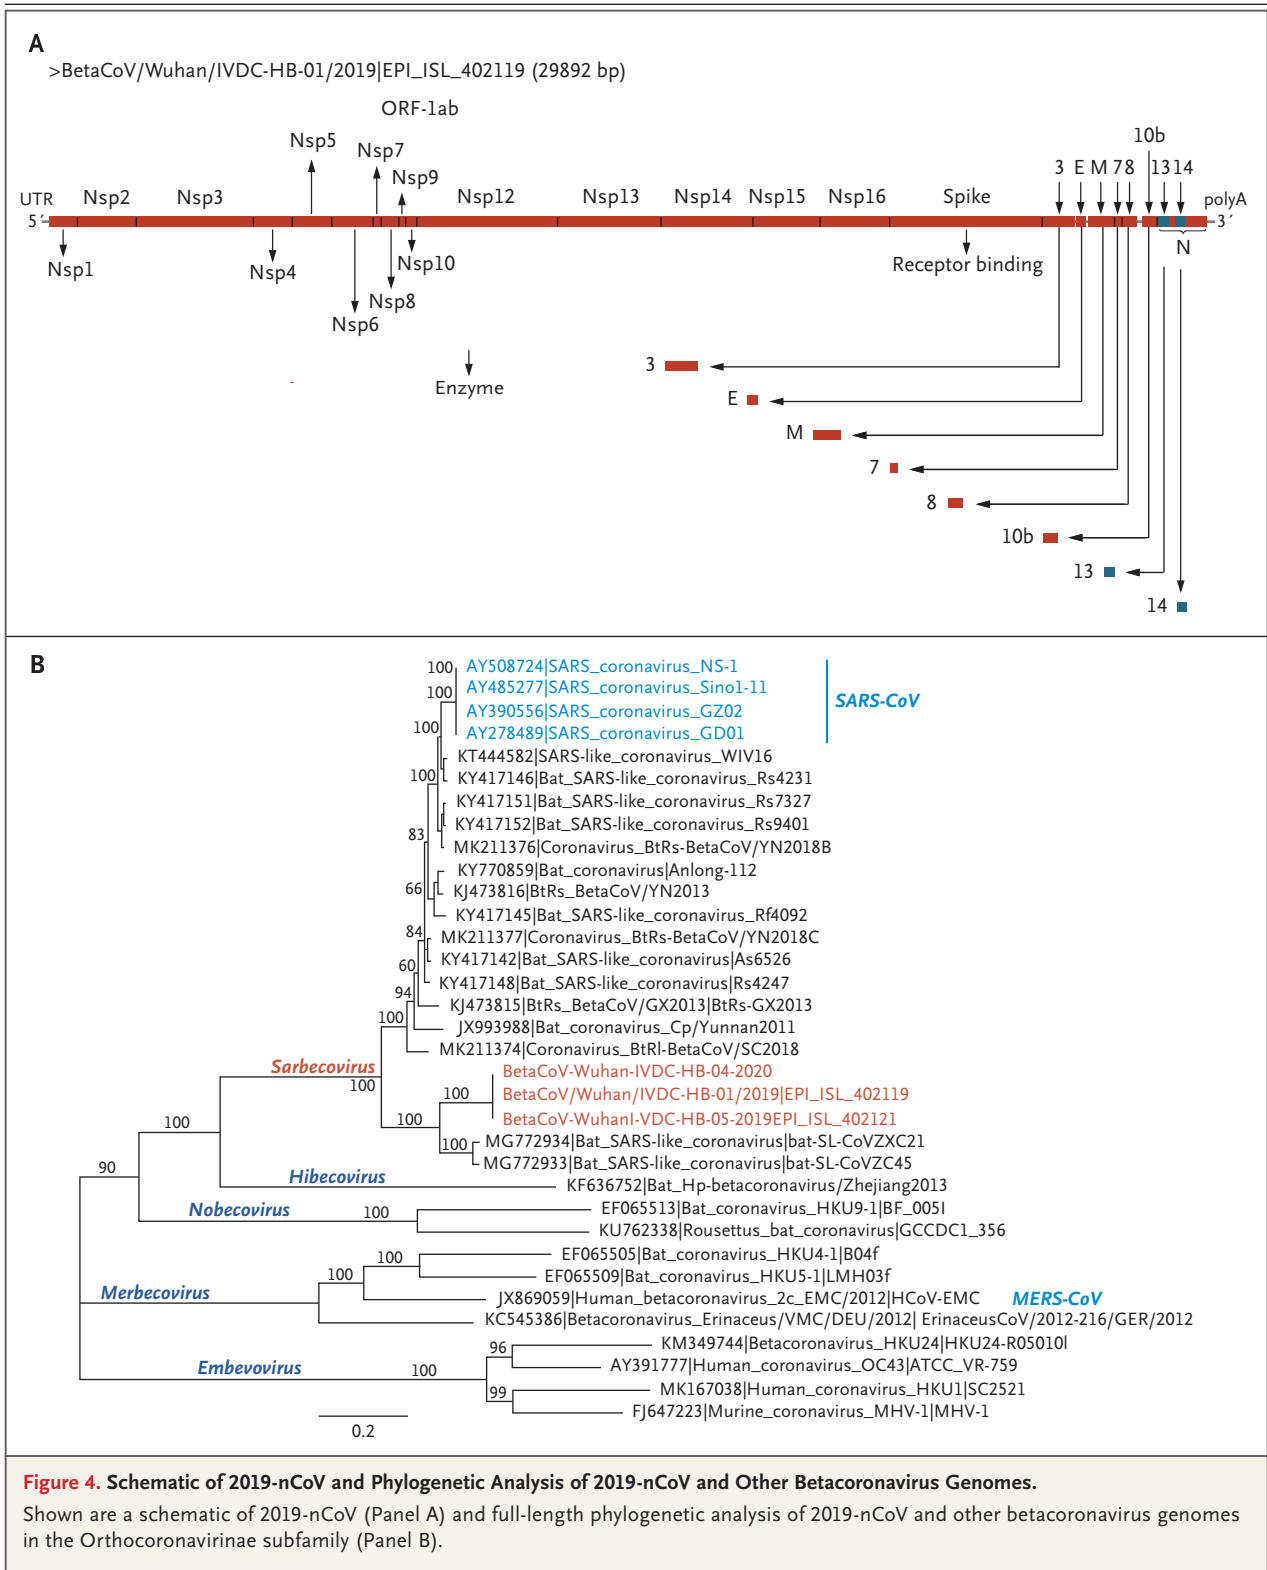 A
>BetaCoV/Wuhan/IVDC-HB-01/2019|EPI_ISL_402119 (29892 bp)
ORF-1ab
Nsp5
Nsp7
10b
Nsp9
3 E M 7 8 13 14
UTR Nsp2 Nsp3 Nsp12 Nsp13 Nsp14 Nsp15 Nsp16 Spike polyA
5´ 3´
Nsp1 Nsp4 Nsp10 Receptor binding N
Nsp8
Nsp6
3
Enzyme
E
M
7
8
10b
13
14
B
100 AY508724|SARS_coronavirus_NS-1
100 AY485277|SARS_coronavirus_Sino1-11
SARS-CoV
AY390556|SARS_coronavirus_GZ02
100 AY278489|SARS_coronavirus_GD01
KT444582|SARS-like_coronavirus_WIV16
100 KY417146|Bat_SARS-like_coronavirus_Rs4231
KY417151|Bat_SARS-like_coronavirus_Rs7327
83 KY417152|Bat_SARS-like_coronavirus_Rs9401
MK211376|Coronavirus_BtRs-BetaCoV/YN2018B
KY770859|Bat_coronavirus|Anlong-112
66 KJ473816|BtRs_BetaCoV/YN2013
KY417145|Bat_SARS-like_coronavirus_Rf4092
84 MK211377|Coronavirus_BtRs-BetaCoV/YN2018C
60 KY417142|Bat_SARS-like_coronavirus|As6526
94 KY417148|Bat_SARS-like_coronavirus|Rs4247
KJ473815|BtRs_BetaCoV/GX2013|BtRs-GX2013
100 JX993988|Bat_coronavirus_Cp/Yunnan2011
MK211374|Coronavirus_BtRl-BetaCoV/SC2018
Sarbecovirus BetaCoV-Wuhan-IVDC-HB-04-2020
100
100 BetaCoV/Wuhan/IVDC-HB-01/2019|EPI_ISL_402119
100 100 BetaCoV-WuhanI-VDC-HB-05-2019EPI_ISL_402121
100 MG772934|Bat_SARS-like_coronavirus|bat-SL-CoVZXC21
MG772933|Bat_SARS-like_coronavirus|bat-SL-CoVZC45
90 Hibecovirus KF636752|Bat_Hp-betacoronavirus/Zhejiang2013
Nobecovirus 100 EF065513|Bat_coronavirus_HKU9-1|BF_005I
KU762338|Rousettus_bat_coronavirus|GCCDC1_356
100 EF065505|Bat_coronavirus_HKU4-1|B04f
100 EF065509|Bat_coronavirus_HKU5-1|LMH03f
Merbecovirus JX869059|Human_betacoronavirus_2c_EMC/2012|HCoV-EMC MERS-CoV
KC545386|Betacoronavirus_Erinaceus/VMC/DEU/2012| ErinaceusCoV/2012-216/GER/2012
96 KM349744|Betacoronavirus_HKU24|HKU24-R05010I
Embevovirus 100 AY391777|Human_coronavirus_OC43|ATCC_VR-759
99 MK167038|Human_coronavirus_HKU1|SC2521
FJ647223|Murine_coronavirus_MHV-1|MHV-1
0.2
Figure 4. Schematic of 2019-nCoV and Phylogenetic Analysis of 2019-nCoV and Other Betacoronavirus Genomes.
Shown are a schematic of 2019-nCoV (Panel A) and full-length phylogenetic analysis of 2019-nCoV and other betacoronavirus genomes
in the Orthocoronavirinae subfamily (Panel B).